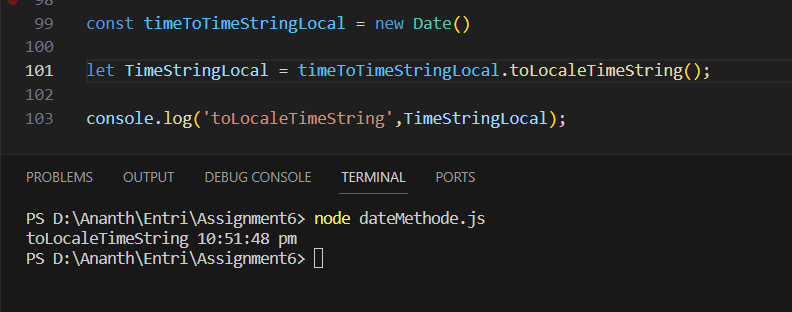 98
99 const timeToTimeStringLocal = new Date()
100
101 let TimeStringLocal = timeToTimeStringLocal.toLocaleTimeString();
102
103 console.log('toLocaleTimeString',TimeStringLocal);
PROBLEMS OUTPUT DEBUG CONSOLE TERMINAL PORTS
PS D:\Ananth\Entri\Assignment6> node dateMethode.js
toLocaleTimeString 10:51:48 pm
PS D:\Ananth\Entri\Assignment6>